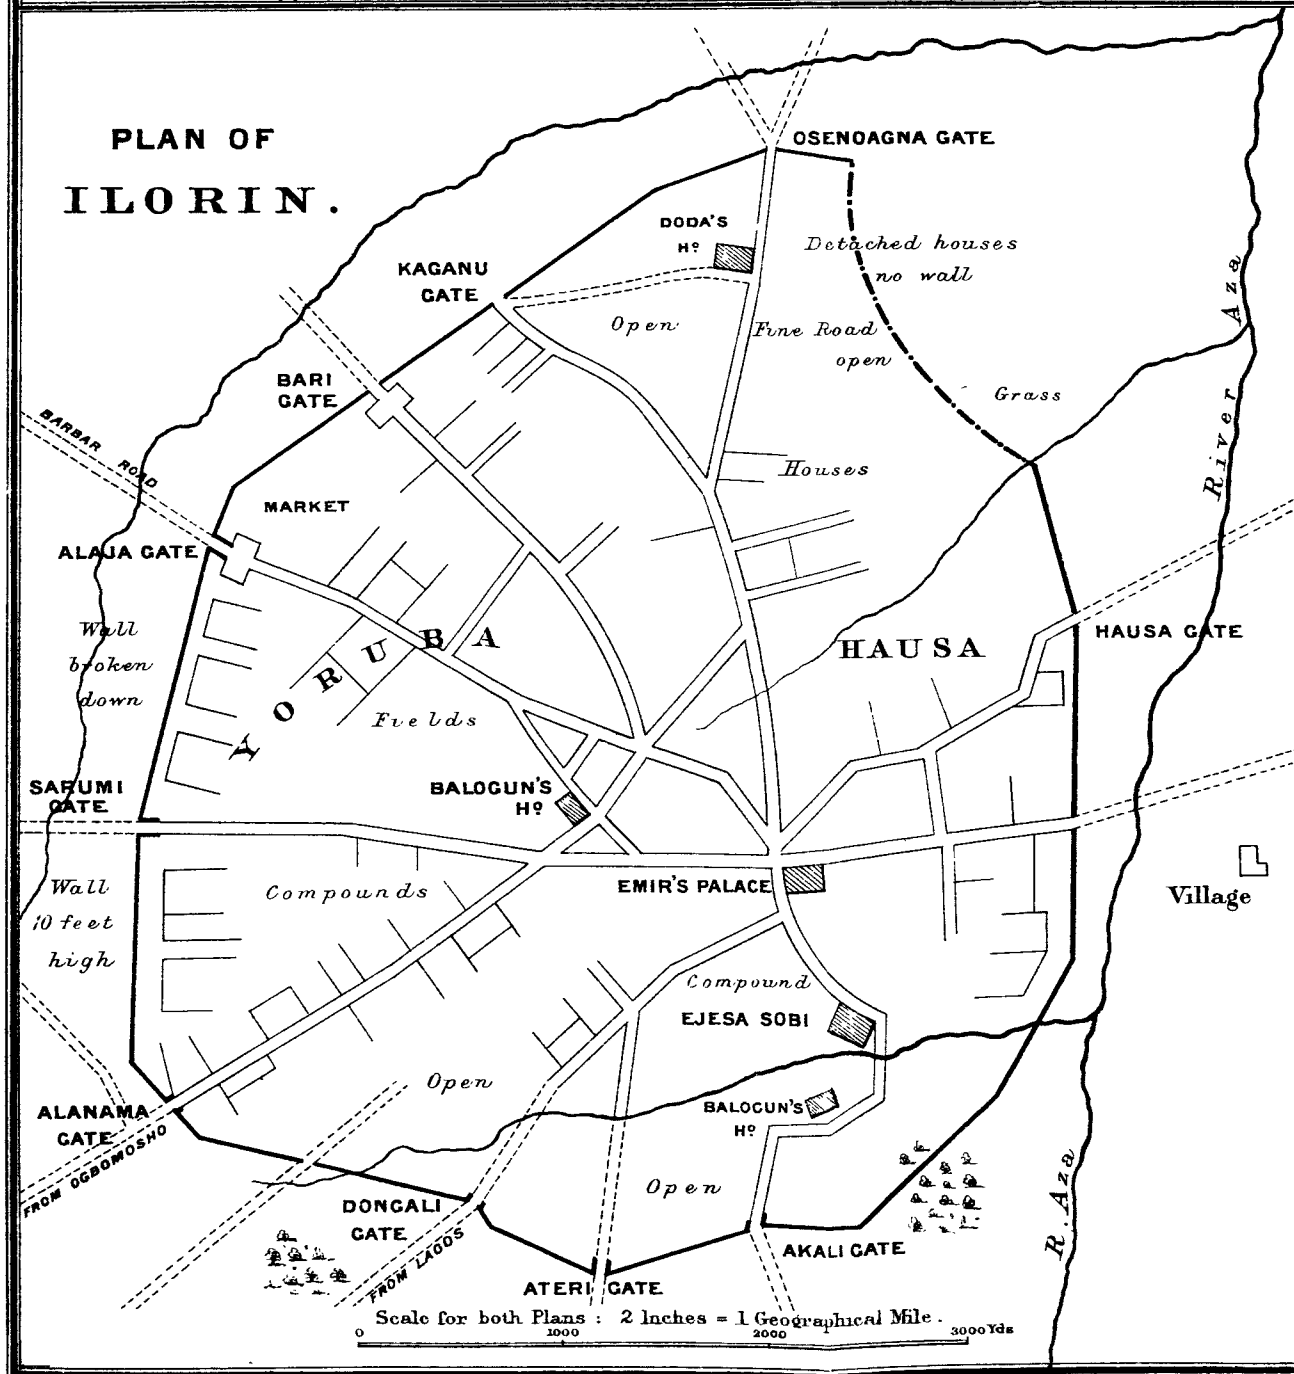 PLAN OF
ILORIN.
OSENOAGNA GATE
DODA'S
Hº
Detached houses
no wall
KAGANU
GATE
Open
Fine Road
open
River Aza
BARI
GATE
Grass
BARBAR ROAD
Houses
MARKET
ALAJA GATE
Wall
broken
down
YORUBA
HAUSA
HAUSA GATE
Fields
SARUMI
GATE
BALOGUN'S
Hº
Wall
10 feet
high
Compounds
EMIR'S PALACE
Village
Compound
EJESA SOBI
Open
ALANAMA
GATE
FROM OGBOMOSHO
BALOGUN'S
Hº
Open
R. Aza
DONGALI
GATE
FROM LAGOS
AKALI GATE
ATERI GATE
Scale for both Plans : 2 Inches = 1 Geographical Mile.
0 1000 2000 3000 Yds